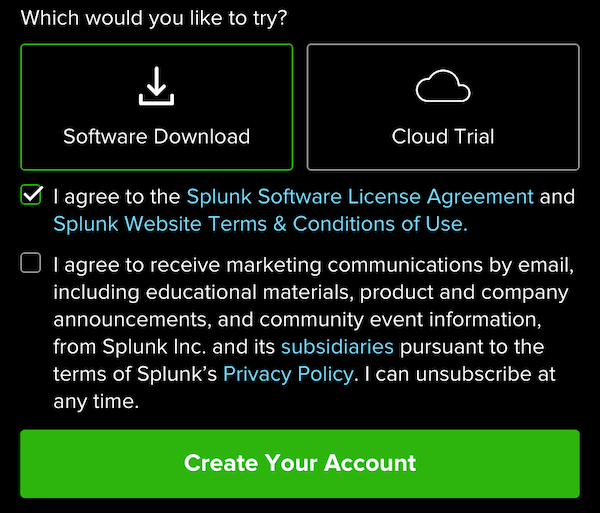 Which would you like to try?
Software Download
Cloud Trial
I agree to the Splunk Software License Agreement and
Splunk Website Terms & Conditions of Use.
I agree to receive marketing communications by email,
including educational materials, product and company
announcements, and community event information,
from Splunk Inc. and its subsidiaries pursuant to the
terms of Splunk’s Privacy Policy. I can unsubscribe at
any time.
Create Your Account